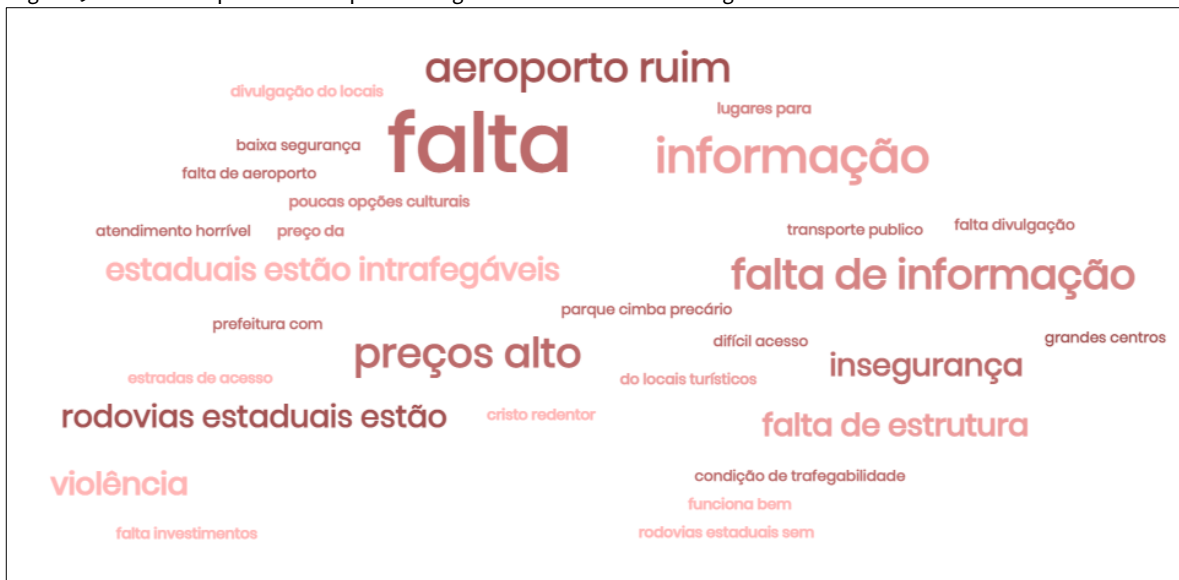 aeroporto ruim
divulgação do locais
falta
lugares para
informação
baixa segurança
falta de aeroporto
poucas opções culturais
atendimento horrível
preço da
transporte publico
falta divulgação
estaduais estão intrafegáveis
falta de informação
parque cimba precário
prefeitura com
preços alto
difícil acesso
grandes centros
insegurança
estradas de acesso
do locais turísticos
rodovias estaduais estão
cristo redentor
falta de estrutura
violência
condição de trafegabilidade
funciona bem
falta investimentos
rodovias estaduais sem